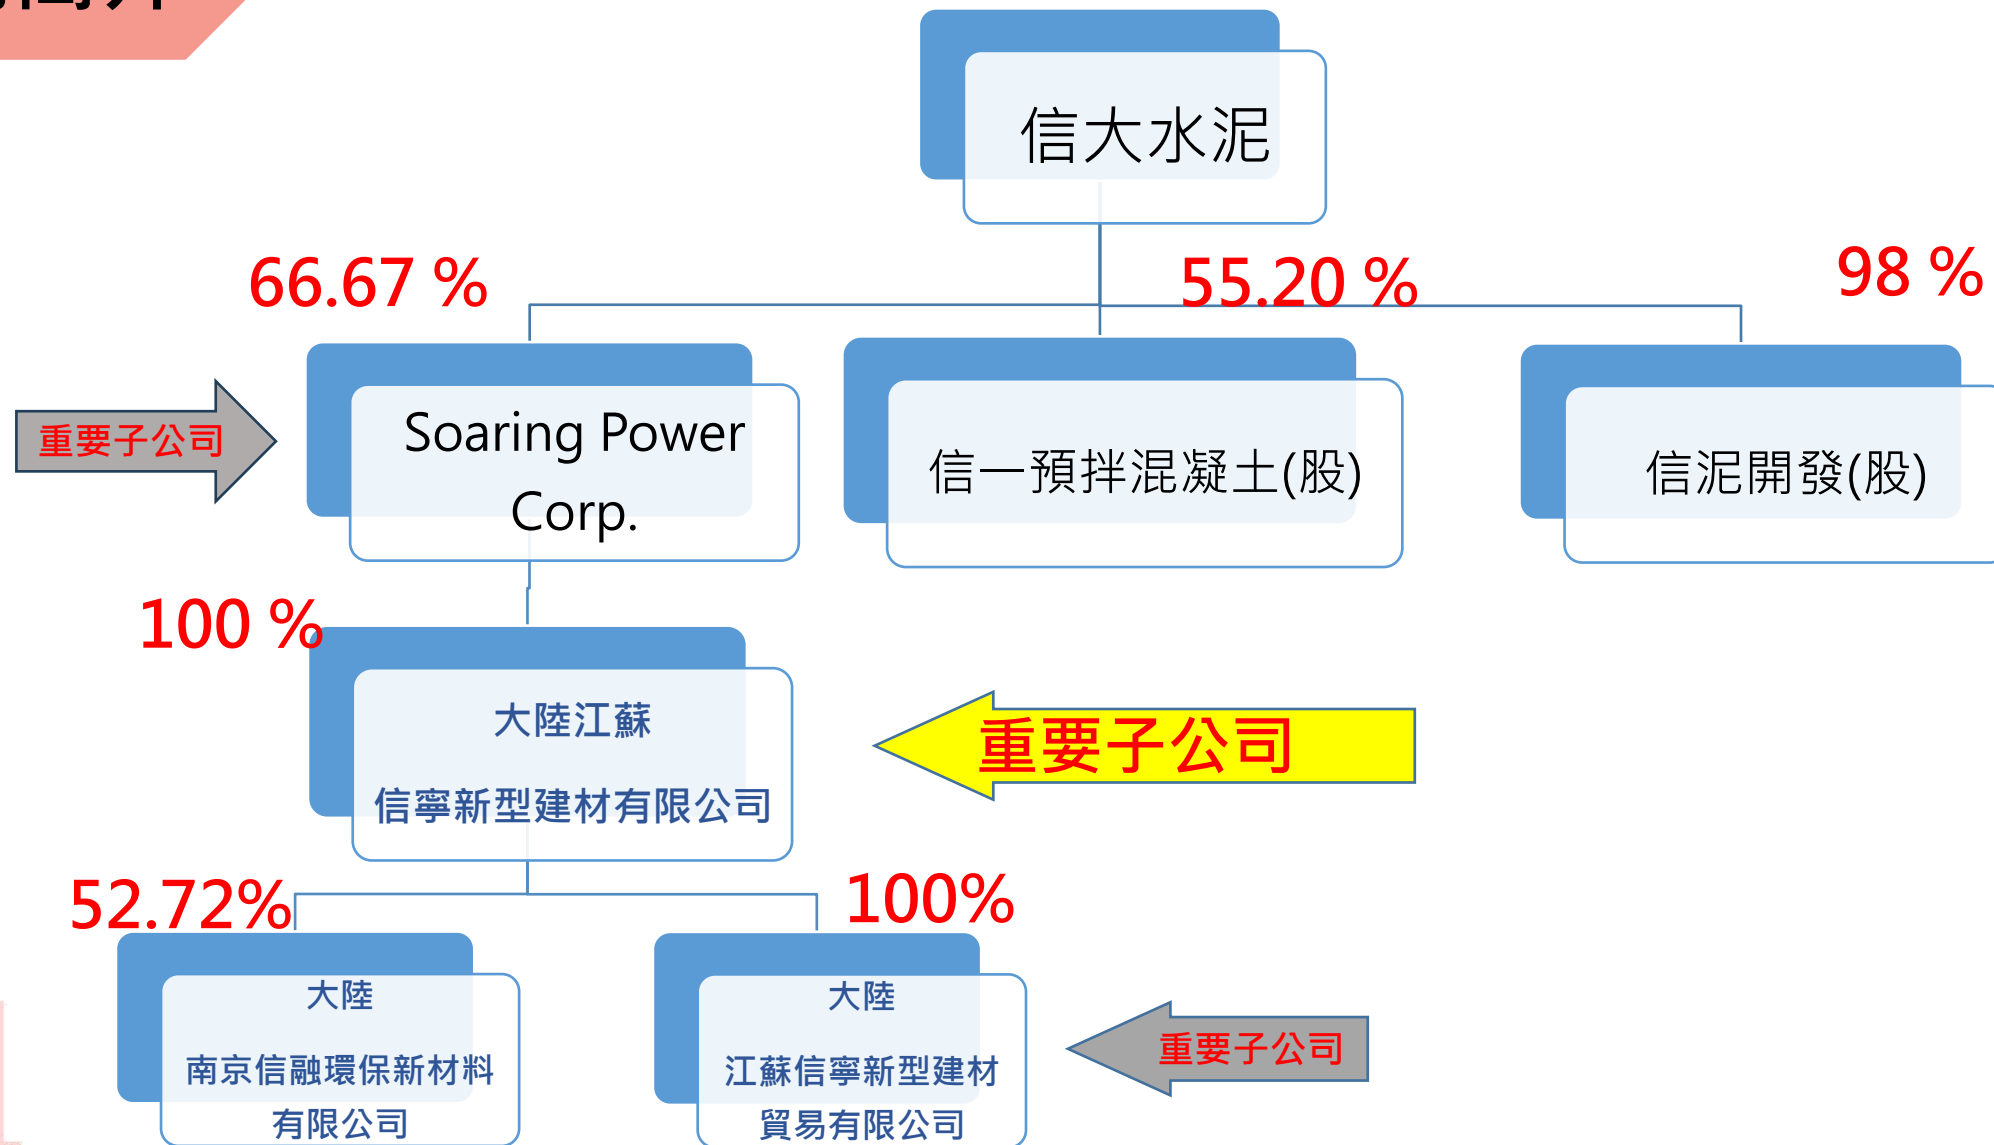 信大水泥
66.67 %
55.20 %
98 %
重要子公司
Soaring Power
Corp.
信一預拌混凝土(股)
信泥開發(股)
100 %
大陸江蘇
信寧新型建材有限公司
重要子公司
52.72%
100%
大陸
南京信融環保新材料
有限公司
大陸
江蘇信寧新型建材
貿易有限公司
重要子公司